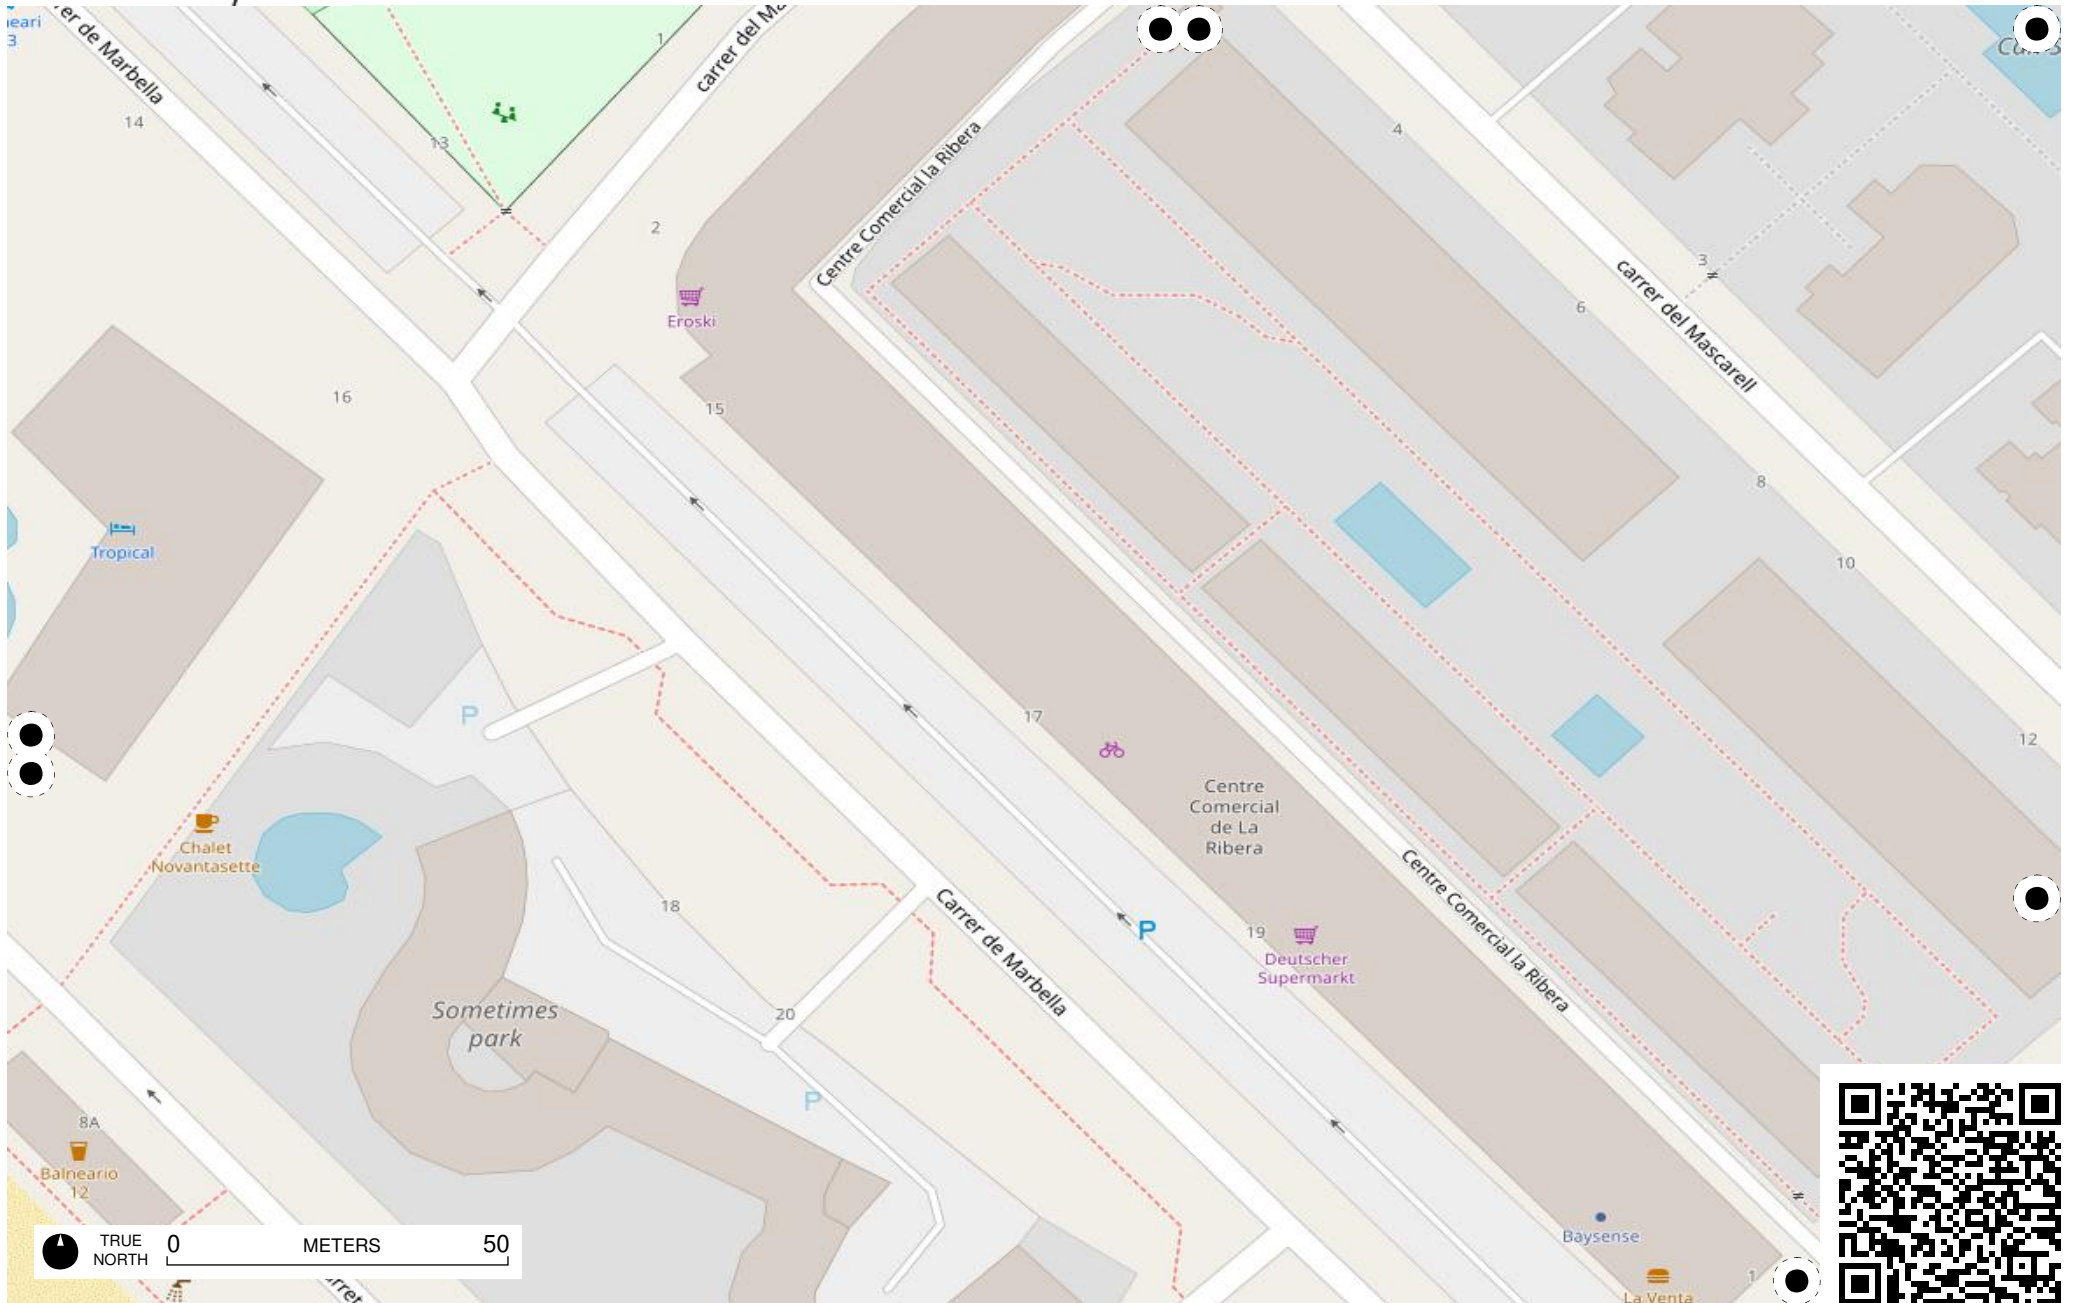 eari
3
er de Marbella
14
13
1
carrer del Ma
2
Centre Comercial la Ribera
4
3
6
carrer del Mascarell
Eroski
15
16
8
10
12
Tropical
P
17
Centre
Comercial
de La
Ribera
Chalet
Novantasette
18
Carrer de Marbella
P
19
Deutscher
Supermarkt
Centre Comercial la Ribera
Sometimes
park
20
P
8A
Balneario
12
Baysense
1
La Venta
TRUE
NORTH
0 METERS 50